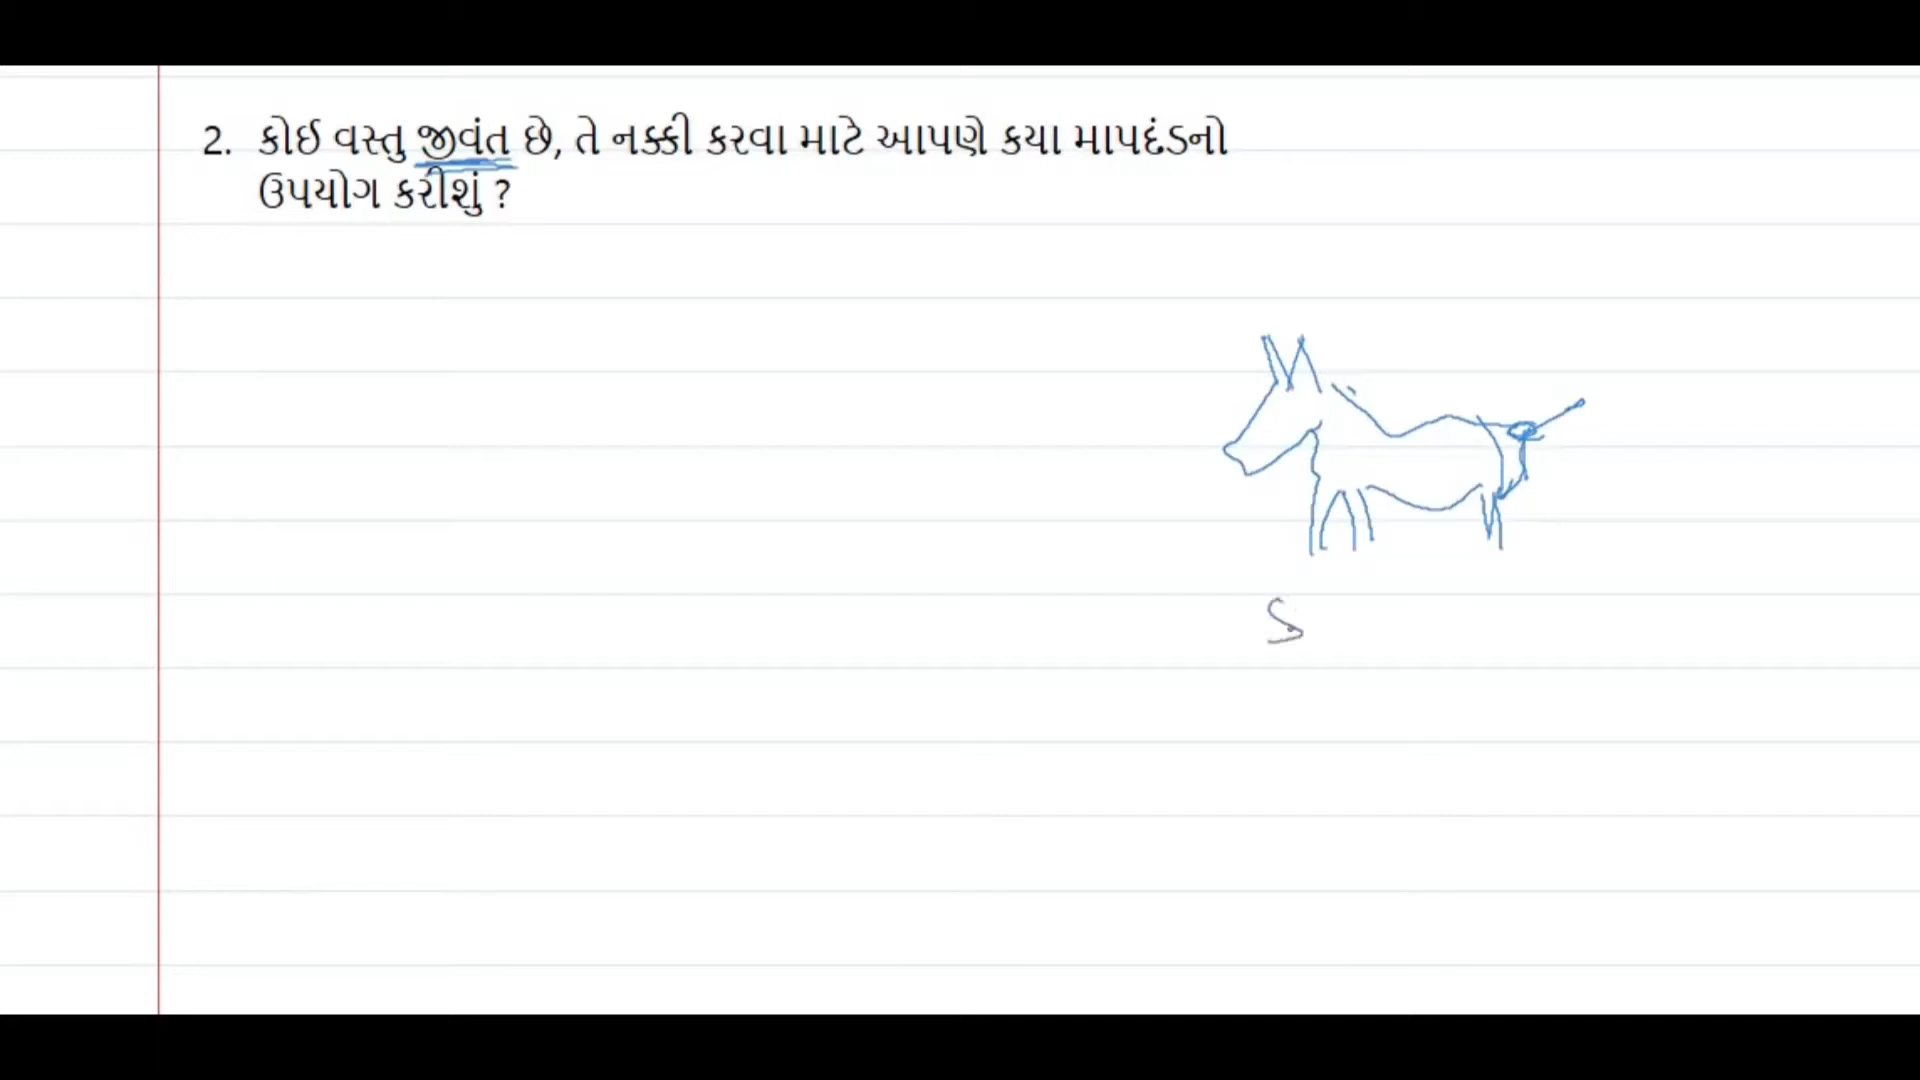 2. કોઈ વસ્તુ જીવંત છે, તે નક્કી કરવા માટે આપણે કયા માપદંડનો
ઉપયોગ કરીશું ?